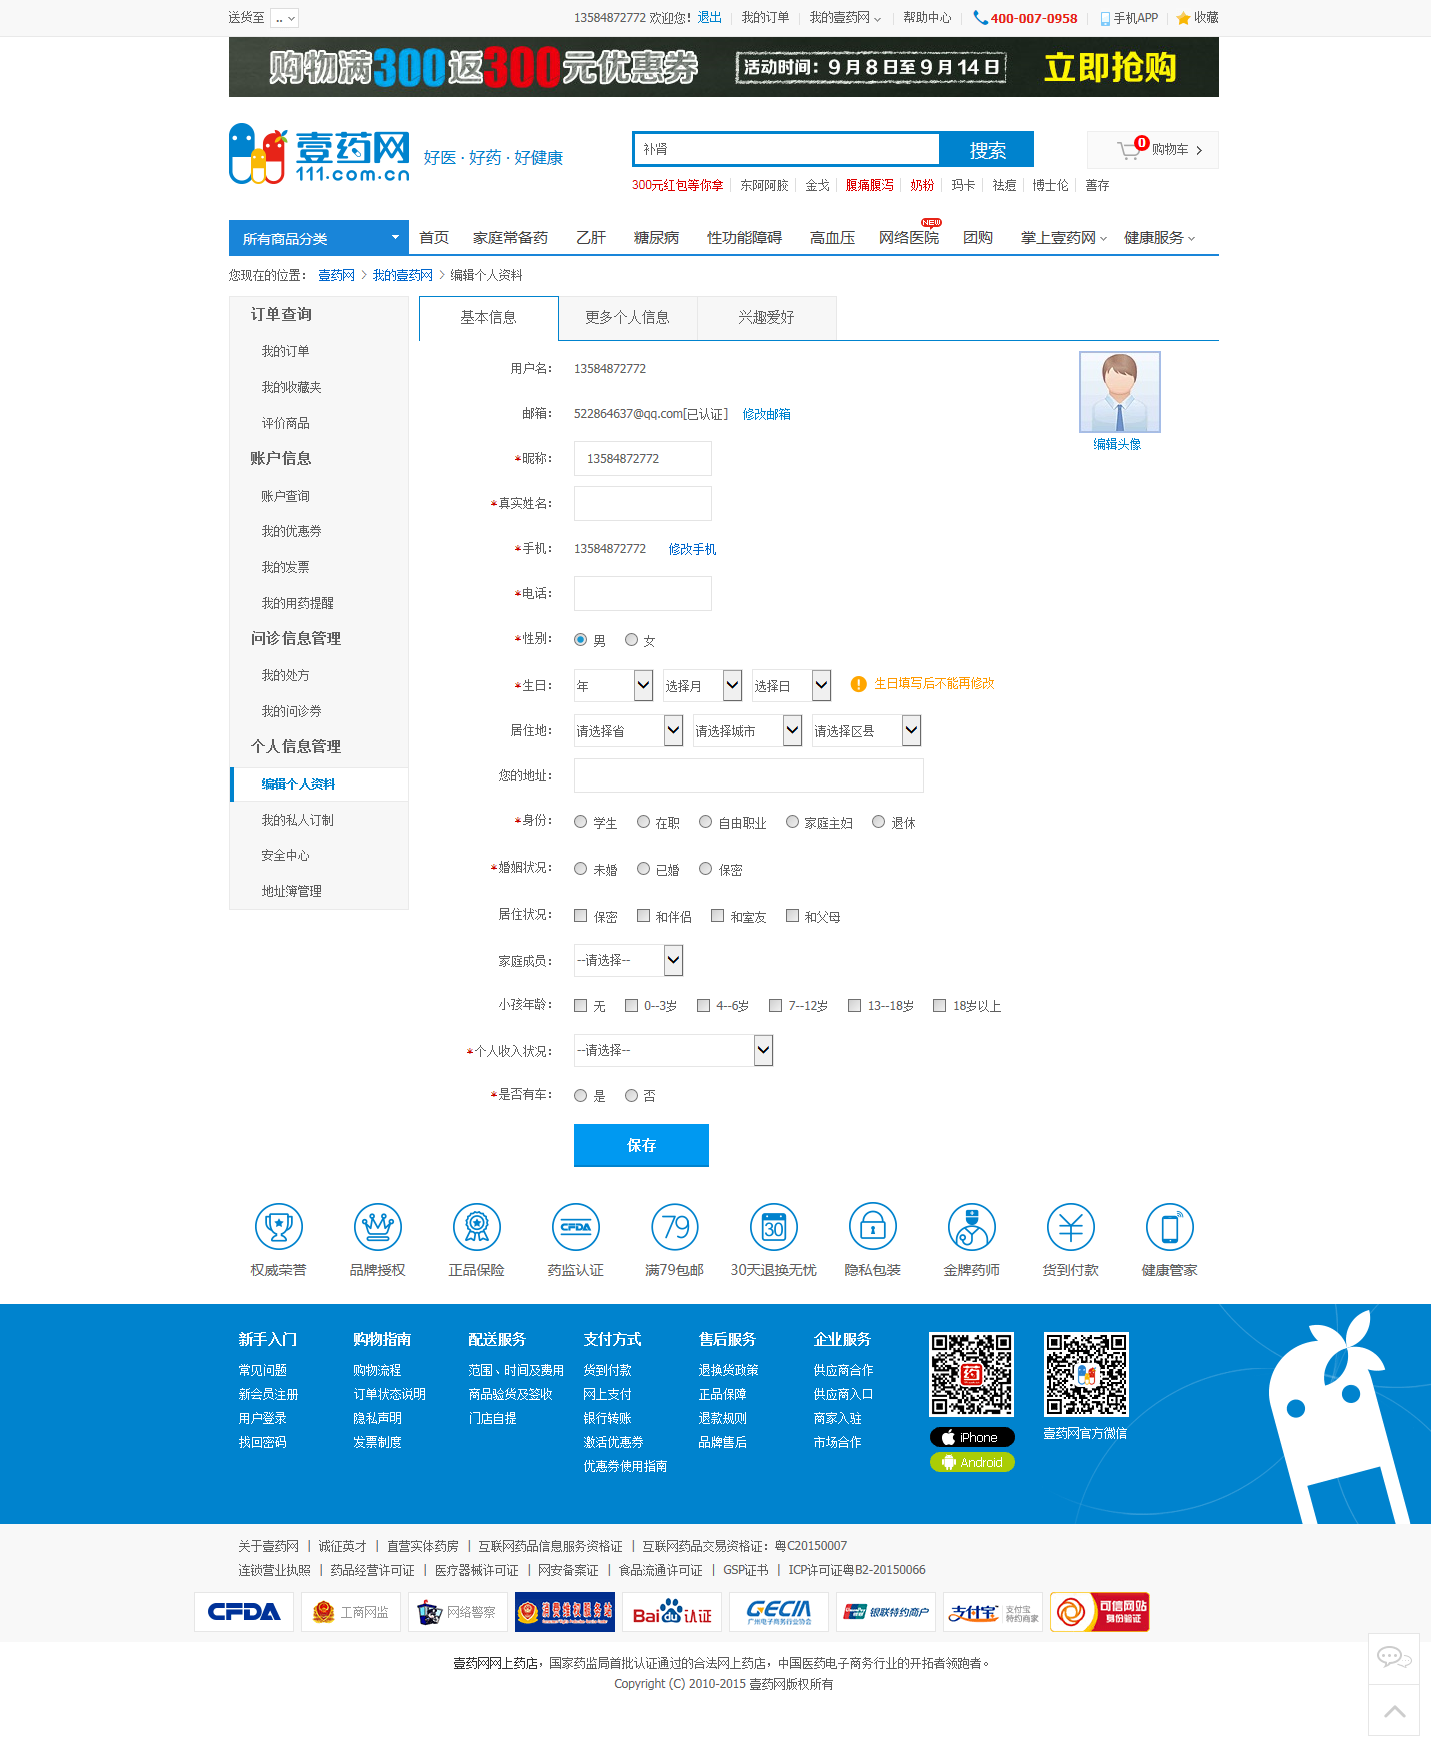 送货至 .. 13584872772 欢迎您！ 退出 我的订单 我的壹药网 帮助中心 400-007-0958 手机APP 收藏
购物满300返300元优惠券 活动时间：9月8日至9月14日 立即抢购
壹药网 111.com.cn 好医·好药·好健康
补肾 搜索 0 购物车
300元红包等你拿 东阿阿胶 金戈 腹痛腹泻 奶粉 玛卡 祛痘 博士伦 善存
所有商品分类 首页 家庭常备药 乙肝 糖尿病 性功能障碍 高血压 网络医院 NEW 团购 掌上壹药网 健康服务
您现在的位置： 壹药网 > 我的壹药网 > 编辑个人资料
订单查询
我的订单
我的收藏夹
评价商品
账户信息
账户查询
我的优惠券
我的发票
我的用药提醒
问诊信息管理
我的处方
我的问诊券
个人信息管理
编辑个人资料
我的私人订制
安全中心
地址簿管理
基本信息 更多个人信息 兴趣爱好
用户名： 13584872772
邮箱： 522864637@qq.com[已认证] 修改邮箱
编辑头像
*昵称： 13584872772
*真实姓名：
*手机： 13584872772 修改手机
*电话：
*性别： 男 女
*生日： 年 选择月 选择日 生日填写后不能再修改
居住地： 请选择省 请选择城市 请选择区县
您的地址：
*身份： 学生 在职 自由职业 家庭主妇 退休
*婚姻状况： 未婚 已婚 保密
居住状况： 保密 和伴侣 和室友 和父母
家庭成员： --请选择--
小孩年龄： 无 0--3岁 4--6岁 7--12岁 13--18岁 18岁以上
*个人收入状况： --请选择--
*是否有车： 是 否
保存
CFDA 79 30
权威荣誉 品牌授权 正品保险 药监认证 满79包邮 30天退换无忧 隐私包装 金牌药师 货到付款 健康管家
新手入门
常见问题
新会员注册
用户登录
找回密码
购物指南
购物流程
订单状态说明
隐私声明
发票制度
配送服务
范围、时间及费用
商品验货及签收
门店自提
支付方式
货到付款
网上支付
银行转账
激活优惠券
优惠券使用指南
售后服务
退换货政策
正品保障
退款规则
品牌售后
企业服务
供应商合作
供应商入口
商家入驻
市场合作
药
iPhone
Android
壹药网官方微信
关于壹药网 | 诚征英才 | 直营实体药房 | 互联网药品信息服务资格证 | 互联网药品交易资格证：粤C20150007
连锁营业执照 | 药品经营许可证 | 医疗器械许可证 | 网安备案证 | 食品流通许可证 | GSP证书 | ICP许可证粤B2-20150066
CFDA 工商网监 网络警察 消费维权服务站 Bai du 认证 GECIA 广州电子商务行业协会 银联特约商户 支付宝 支付宝特约商家 可信网站 身份验证
壹药网网上药店，国家药监局首批认证通过的合法网上药店，中国医药电子商务行业的开拓者领跑者。
Copyright (C) 2010-2015 壹药网版权所有